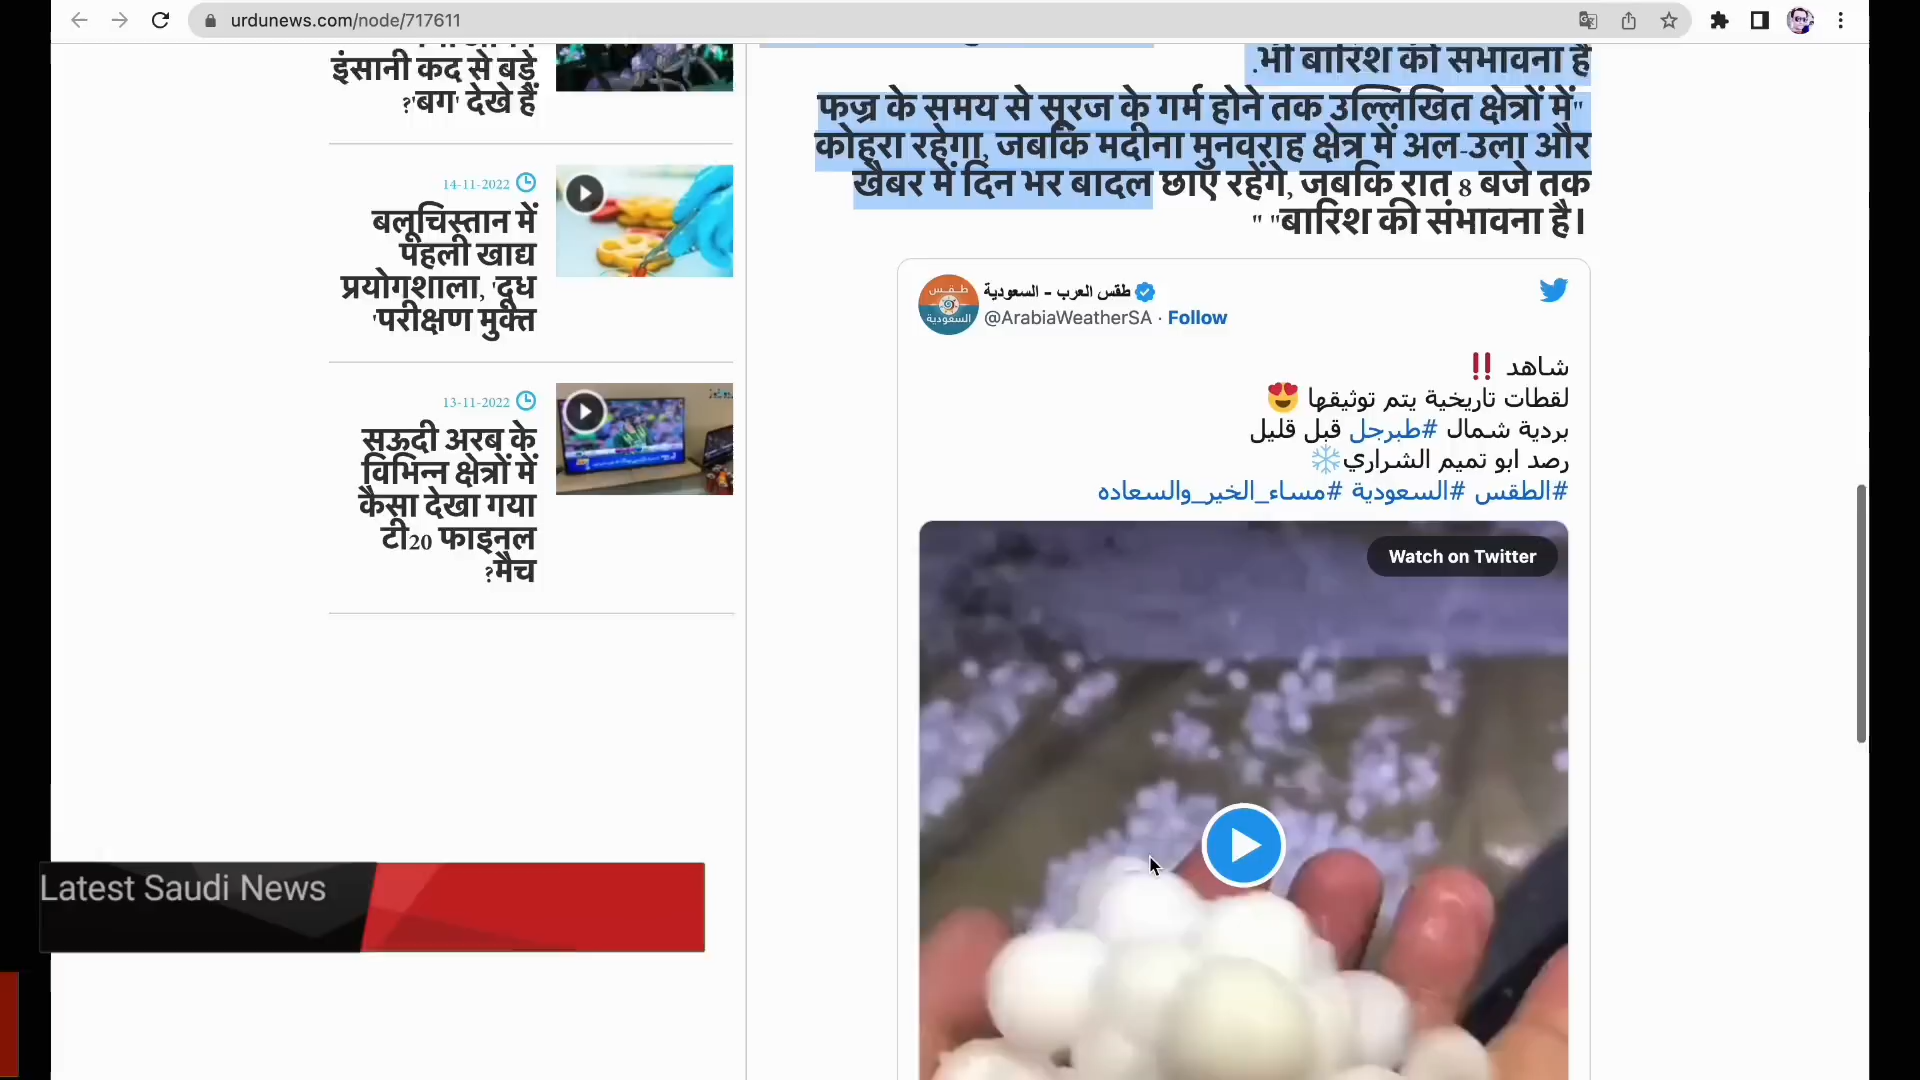 urdunews.com/node/717611
इंसानी कद से बड़े
?'बग' देखे हैं
14-11-2022
बलूचिस्तान में
पहली खाद्य
प्रयोगशाला, 'दूध
'परीक्षण मुक्त
13-11-2022
सऊदी अरब के
विभिन्न क्षेत्रों में
कैसा देखा गया
टी20 फाइनल
?मैच
.भी बारिश की संभावना है
फज्र के समय से सूरज के गर्म होने तक उल्लिखित क्षेत्रों में"
कोहरा रहेगा, जबकि मदीना मुनवराह क्षेत्र में अल-उला और
खैबर में दिन भर बादल छाए रहेंगे, जबकि रात 8 बजे तक
" "बारिश की संभावना है।
طقس العرب - السعودية
@ArabiaWeatherSA · Follow
شاهد ‼️
لقطات تاريخية يتم توثيقها 😍
بردية شمال #طبرجل قبل قليل
رصد ابو تميم الشراري❄️
#الطقس #السعودية #مساء_الخير_والسعاده
Watch on Twitter
Latest Saudi News